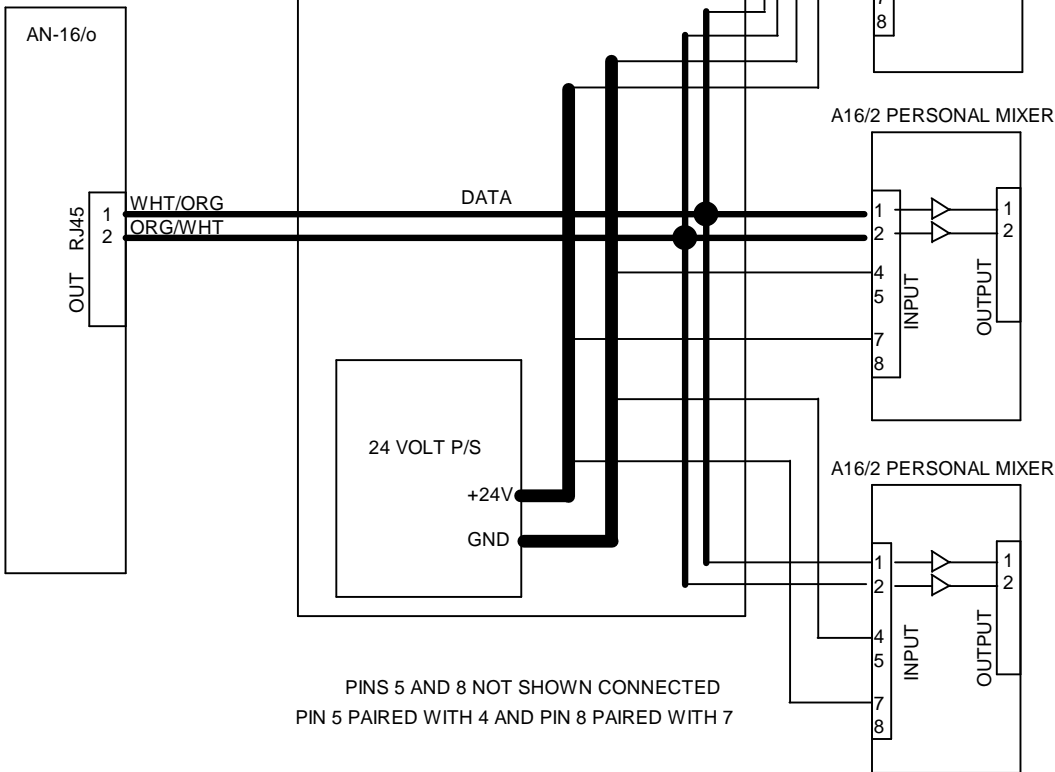 AN-16/o
OUT RJ45
1
2
WHT/ORG
ORG/WHT
DATA
24 VOLT P/S
+24V
GND
8
A16/2 PERSONAL MIXER
1
2
4
5
7
8
INPUT
OUTPUT
1
2
A16/2 PERSONAL MIXER
1
2
4
5
7
8
INPUT
OUTPUT
1
2
PINS 5 AND 8 NOT SHOWN CONNECTED
PIN 5 PAIRED WITH 4 AND PIN 8 PAIRED WITH 7